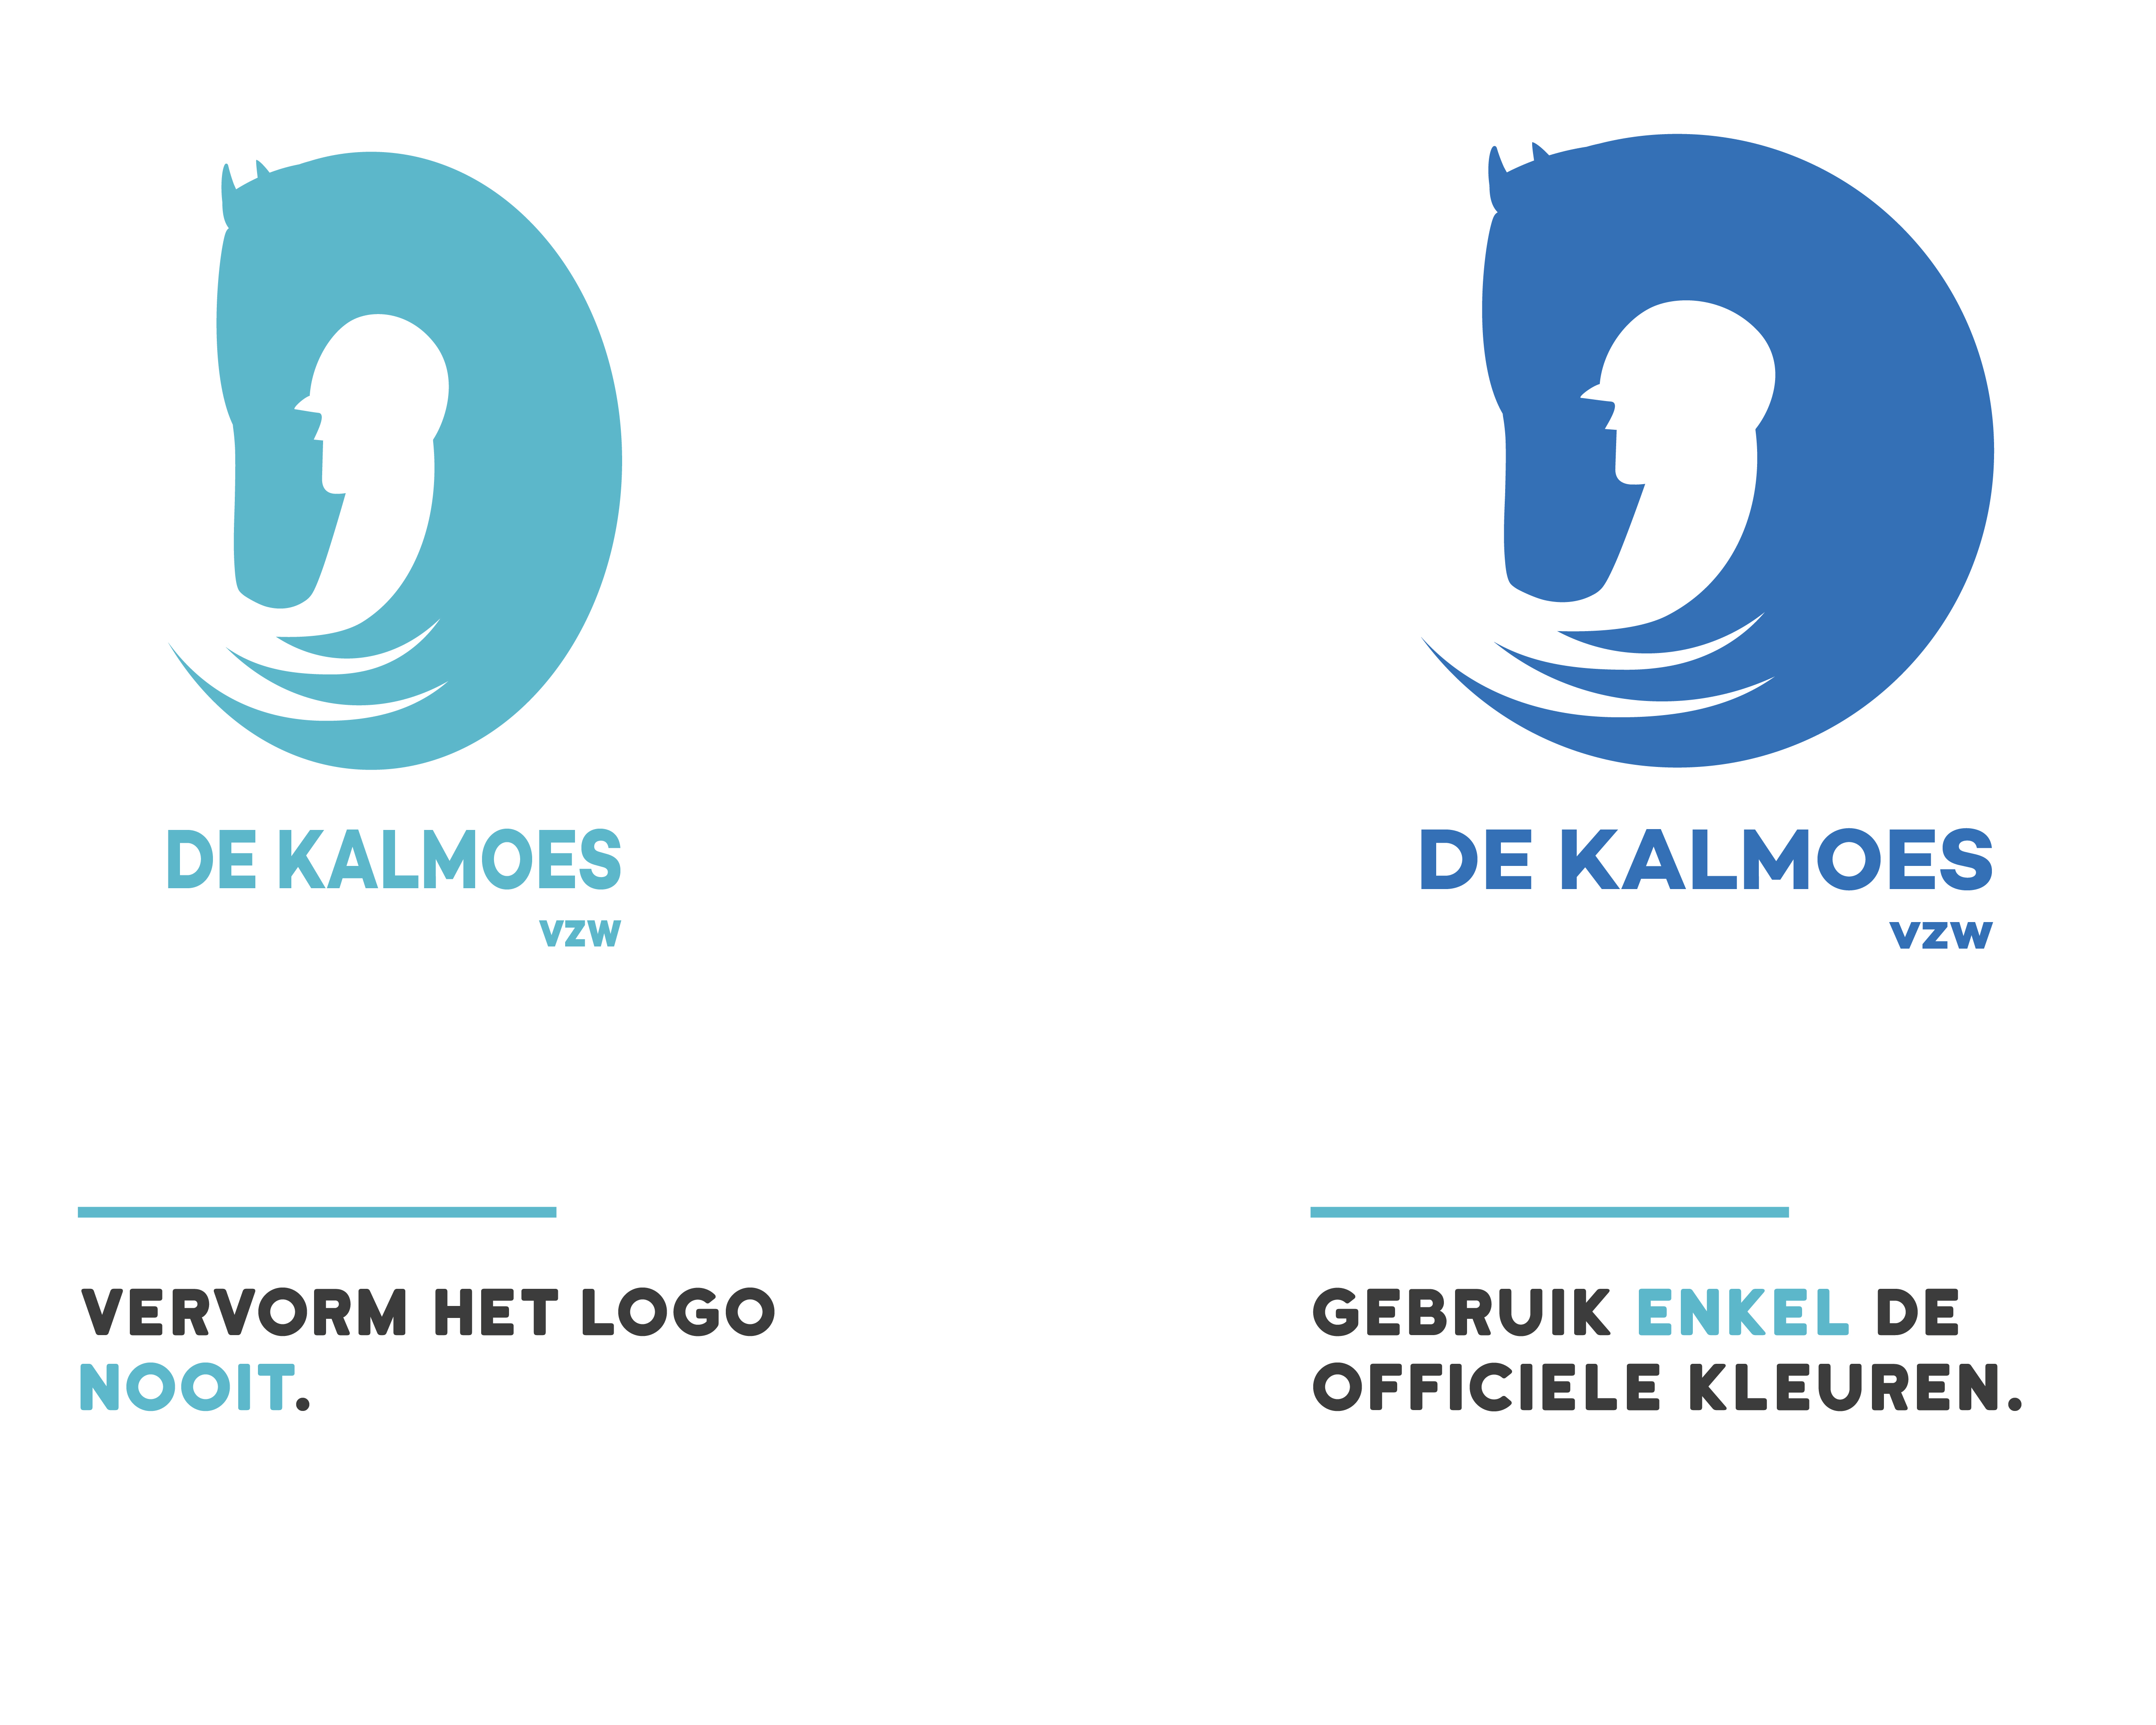 DE KALMOES
vzw
VERVORM HET LOGO
NOOIT.
DE KALMOES
vzw
GEBRUIK ENKEL DE
OFFICIELE KLEUREN.